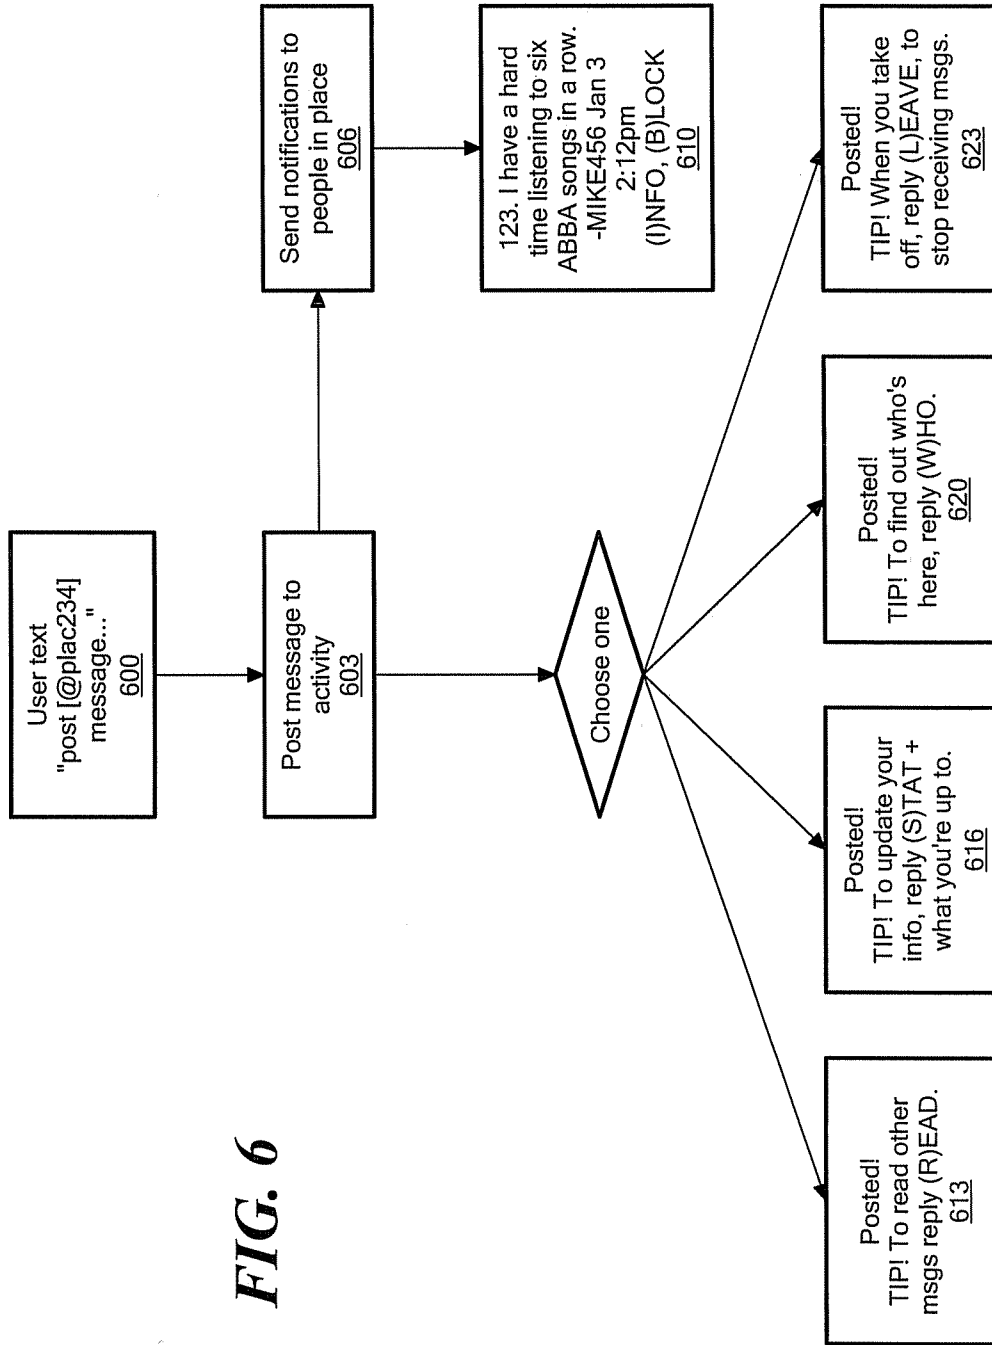 User text
"post [@plac234]
message..."
600
Post message to
activity
603
Send notifications to
people in place
606
123. I have a hard
time listening to six
ABBA songs in a row.
-MIKE456 Jan 3
2:12pm
(I)NFO, (B)LOCK
610
Choose one
Posted!
TIP! To read other
msgs reply (R)EAD.
613
Posted!
TIP! To update your
info, reply (S)TAT +
what you're up to.
616
Posted!
TIP! To find out who's
here, reply (W)HO.
620
Posted!
TIP! When you take
off, reply (L)EAVE, to
stop receiving msgs.
623
FIG. 6